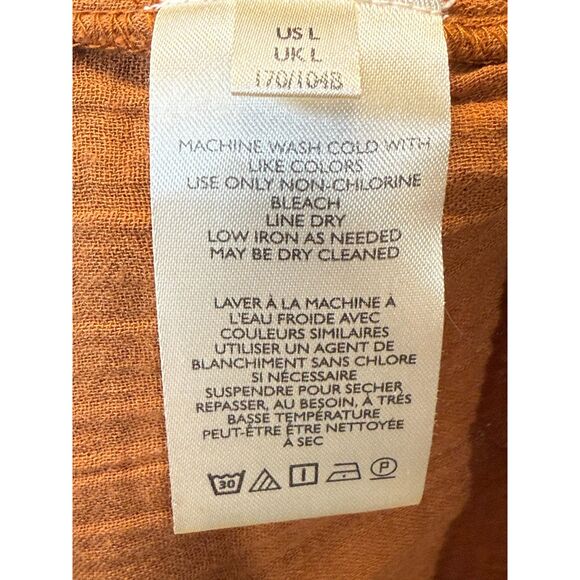 US L
UK L
170/104B
MACHINE WASH COLD WITH
LIKE COLORS
USE ONLY NON-CHLORINE
BLEACH
LINE DRY
LOW IRON AS NEEDED
MAY BE DRY CLEANED
LAVER À LA MACHINE À
L'EAU FROIDE AVEC
COULEURS SIMILAIRES
UTILISER UN AGENT DE
BLANCHIMENT SANS CHLORE
SI NÉCESSAIRE
SUSPENDRE POUR SECHER
REPASSER, AU BESOIN, À TRÈS
BASSE TEMPÉRATURE
PEUT-ÊTRE ÊTRE NETTOYÉE
À SEC
30 P